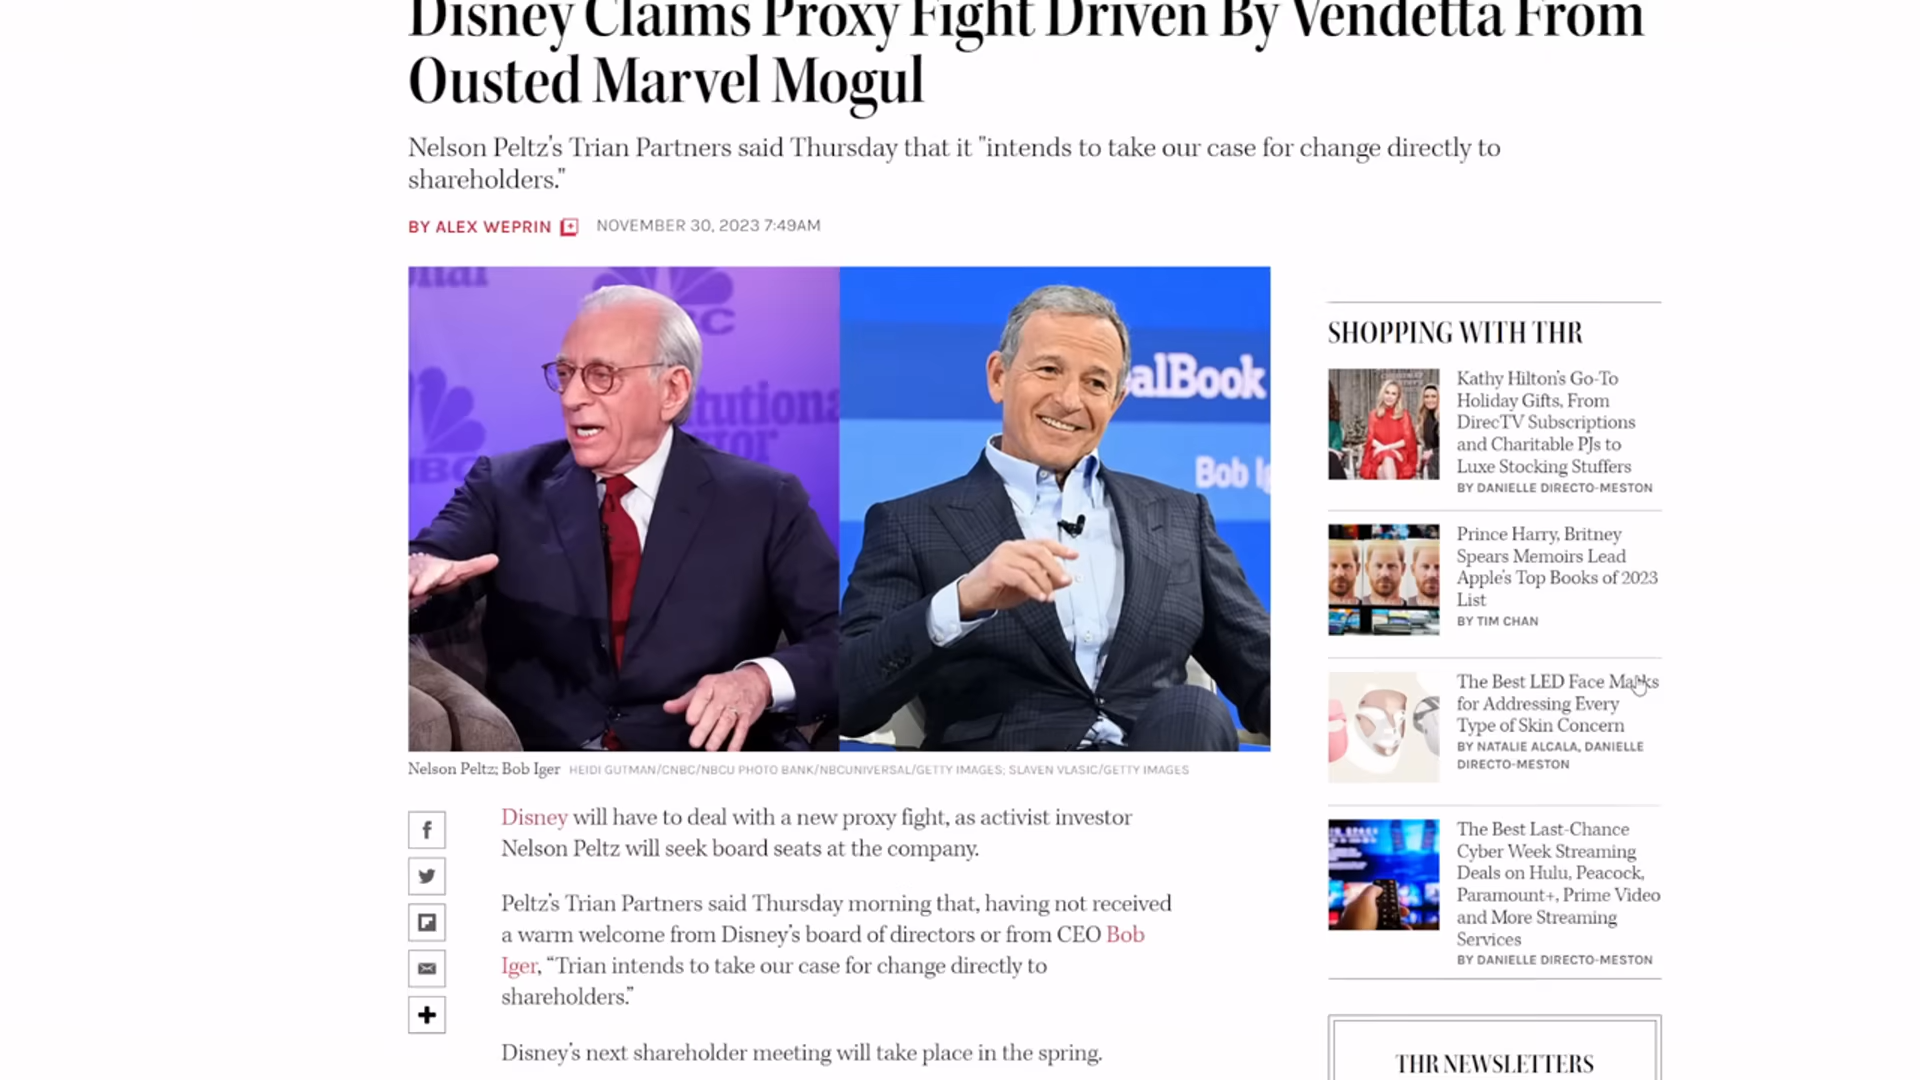 Disney Claims Proxy Fight Driven By Vendetta From
Ousted Marvel Mogul
Nelson Peltz's Trian Partners said Thursday that it "intends to take our case for change directly to
shareholders."
BY ALEX WEPRIN
NOVEMBER 30, 2023 7:49AM
alBook
Bob Ig
Nelson Peltz; Bob Iger HEIDI GUTMAN/CNBC/NBCU PHOTO BANK/NBCUNIVERSAL/GETTY IMAGES; SLAVEN VLASIC/GETTY IMAGES
Disney will have to deal with a new proxy fight, as activist investor
Nelson Peltz will seek board seats at the company.
Peltz's Trian Partners said Thursday morning that, having not received
a warm welcome from Disney's board of directors or from CEO Bob
Iger, “Trian intends to take our case for change directly to
shareholders.”
Disney's next shareholder meeting will take place in the spring.
SHOPPING WITH THR
Kathy Hilton's Go-To
Holiday Gifts, From
DirecTV Subscriptions
and Charitable PJs to
Luxe Stocking Stuffers
BY DANIELLE DIRECTO-MESTON
Prince Harry, Britney
Spears Memoirs Lead
Apple's Top Books of 2023
List
BY TIM CHAN
The Best LED Face Masks
for Addressing Every
Type of Skin Concern
BY NATALIE ALCALA, DANIELLE
DIRECTO-MESTON
The Best Last-Chance
Cyber Week Streaming
Deals on Hulu, Peacock,
Paramount+, Prime Video
and More Streaming
Services
BY DANIELLE DIRECTO-MESTON
THR NEWSLETTERS